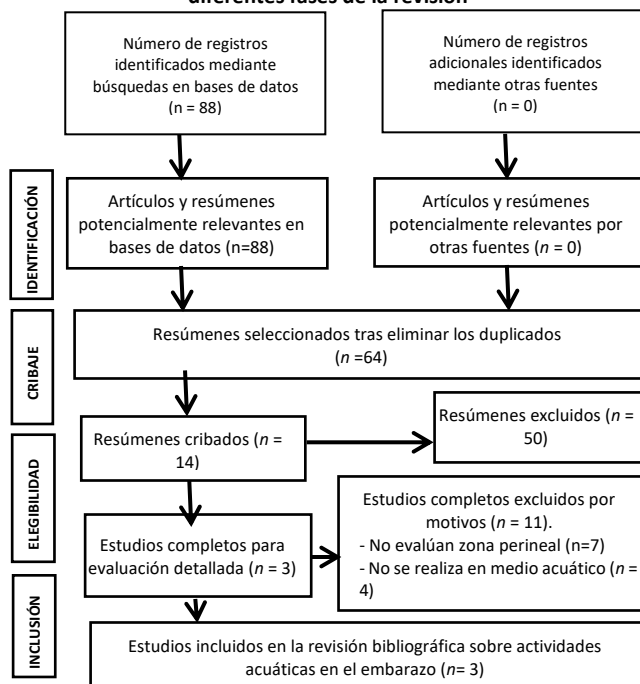 diferentes fases de la revisión
Número de registros
identificados mediante
búsquedas en bases de datos
(n = 88)
Número de registros
adicionales identificados
mediante otras fuentes
(n = 0)
IDENTIFICACIÓN
Artículos y resúmenes
potencialmente relevantes en
bases de datos (n=88)
Artículos y resúmenes
potencialmente relevantes por
otras fuentes (n = 0)
CRIBAJE
Resúmenes seleccionados tras eliminar los duplicados
(n =64)
Resúmenes cribados (n =
14)
Resúmenes excluidos (n =
50)
ELEGIBILIDAD
Estudios completos para
evaluación detallada (n = 3)
Estudios completos excluidos por
motivos (n = 11).
- No evalúan zona perineal (n=7)
- No se realiza en medio acuático (n =
4)
INCLUSIÓN
Estudios incluidos en la revisión bibliográfica sobre actividades
acuáticas en el embarazo (n= 3)